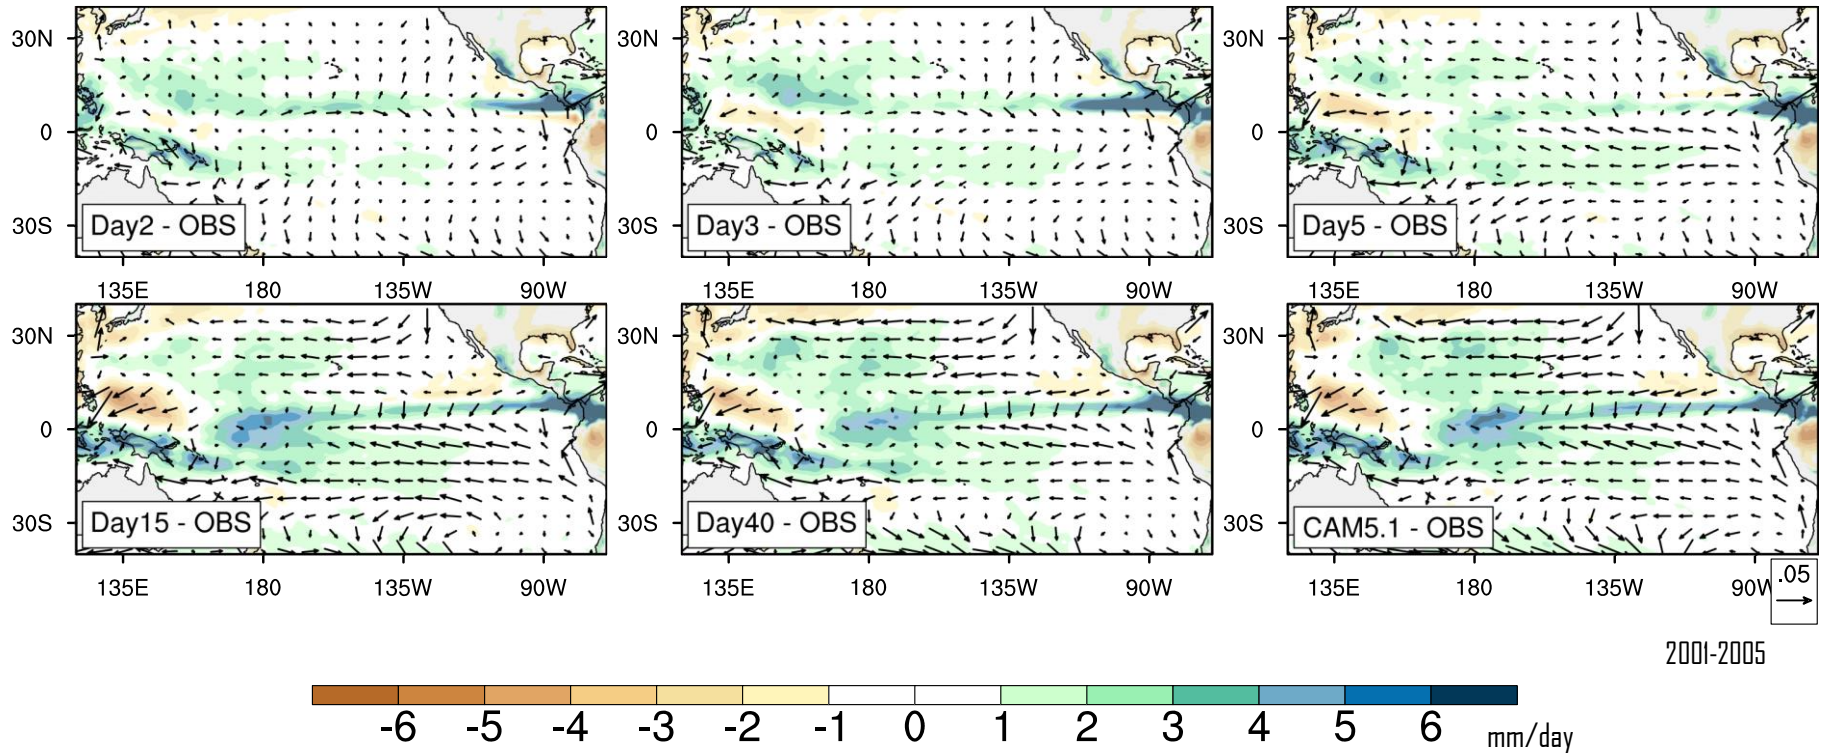 30N
0
30S
Day2 - OBS
135E 180 135W 90W
30N
0
30S
Day3 - OBS
135E 180 135W 90W
30N
0
30S
Day5 - OBS
135E 180 135W 90W
30N
0
30S
Day15 - OBS
135E 180 135W 90W
30N
0
30S
Day40 - OBS
135E 180 135W 90W
30N
0
30S
CAM5.1 - OBS
135E 180 135W 90W
.05
2001-2005
-6 -5 -4 -3 -2 -1 0 1 2 3 4 5 6 mm/day